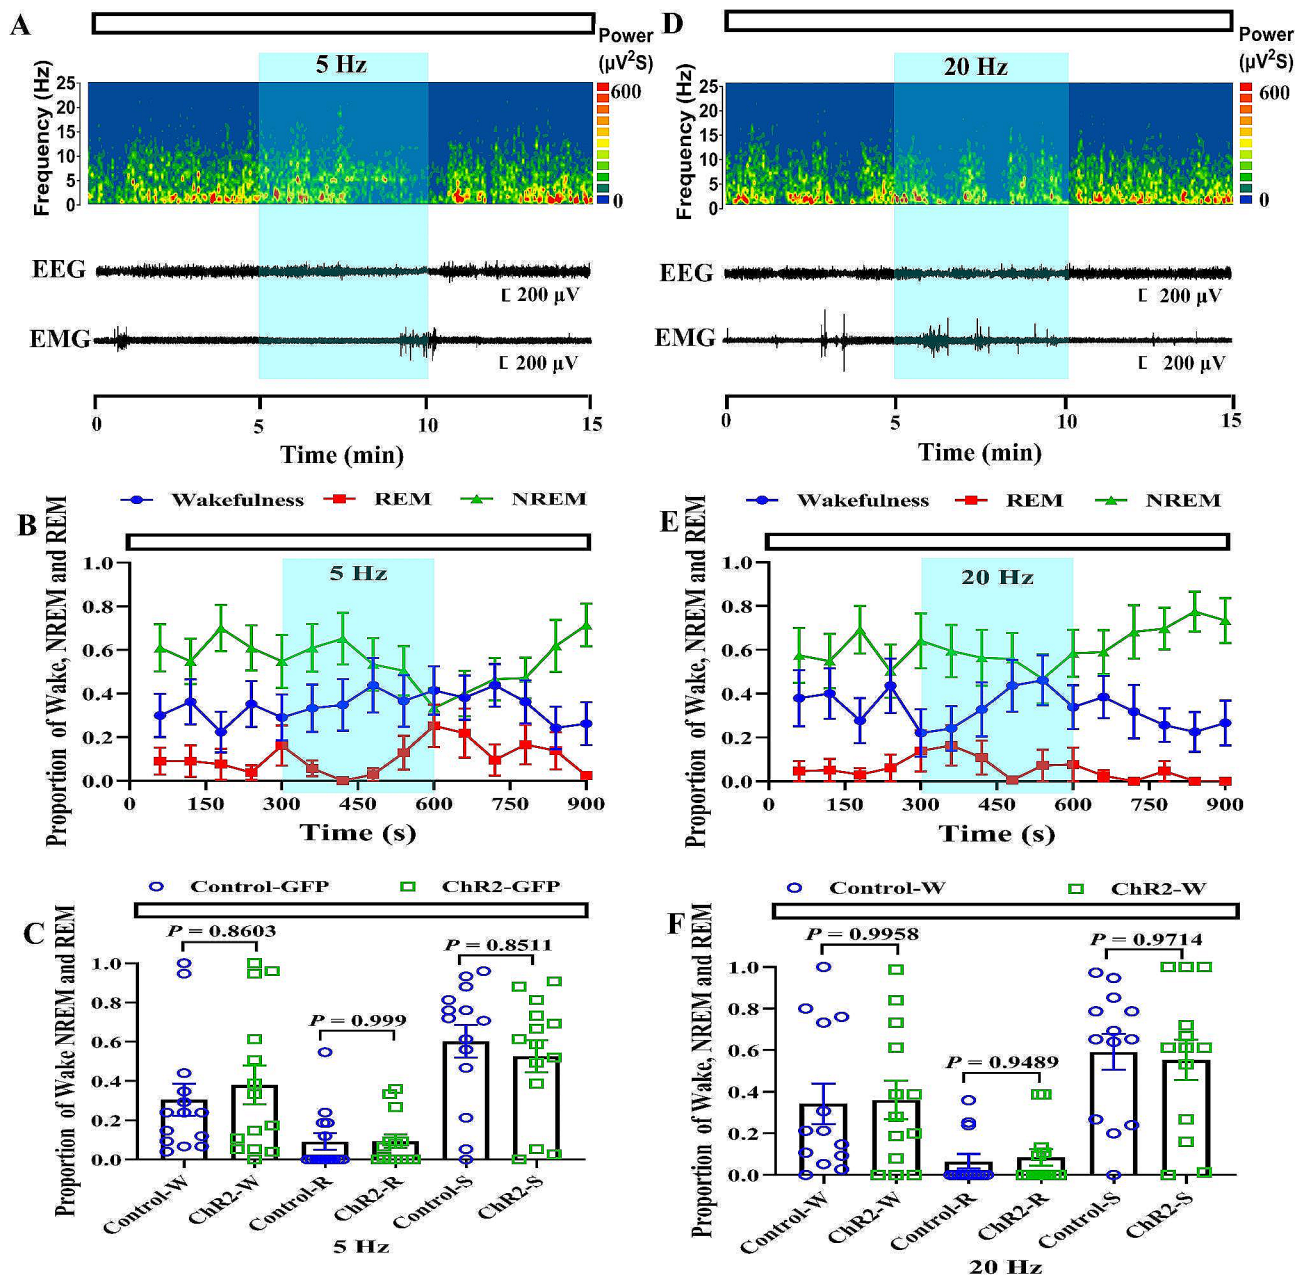 A
Power
(µV²S)
5 Hz
Frequency (Hz)
25
20
15
10
5
0
600
0
EEG
200 µV
EMG
200 µV
0
5
10
15
Time (min)
D
Power
(µV²S)
20 Hz
Frequency (Hz)
25
20
15
10
5
0
600
0
EEG
200 µV
EMG
200 µV
0
5
10
15
Time (min)
B
Wakefulness REM NREM
Proportion of Wake, NREM and REM
5 Hz
1.0
0.8
0.6
0.4
0.2
0.0
0 150 300 450 600 750 900
Time (s)
E
Wakefulness REM NREM
Proportion of Wake, NREM and REM
20 Hz
1.0
0.8
0.6
0.4
0.2
0.0
0 150 300 450 600 750 900
Time (s)
C
Control-GFP ChR2-GFP
Proportion of Wake NREM and REM
P = 0.8603
P = 0.999
P = 0.8511
1.0
0.8
0.6
0.4
0.2
0.0
Control-W
ChR2-W
Control-R
ChR2-R
Control-S
ChR2-S
5 Hz
F
Control-W ChR2-W
Proportion of Wake, NREM and REM
P = 0.9958
P = 0.9489
P = 0.9714
1.0
0.8
0.6
0.4
0.2
0.0
Control-W
ChR2-W
Control-R
ChR2-R
Control-S
ChR2-S
20 Hz